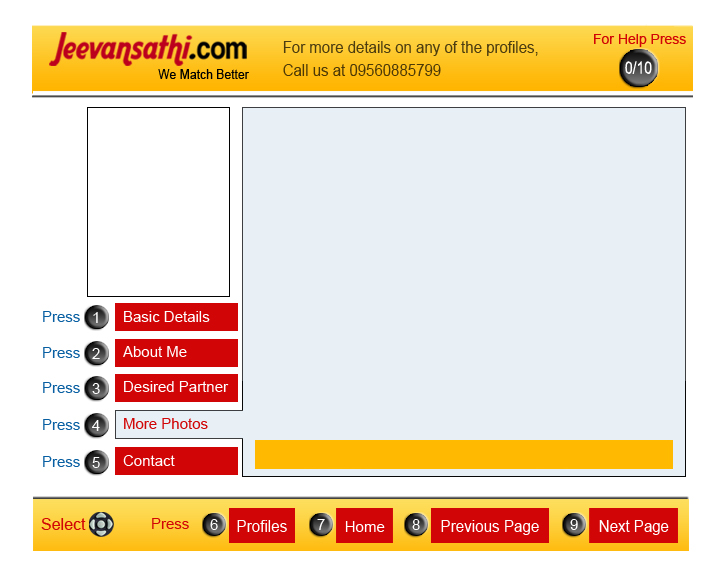 Jeevansathi.com
We Match Better
For more details on any of the profiles,
Call us at 09560885799
For Help Press
0/10
Press 1 Basic Details
Press 2 About Me
Press 3 Desired Partner
Press 4 More Photos
Press 5 Contact
Select Press 6 Profiles 7 Home 8 Previous Page 9 Next Page